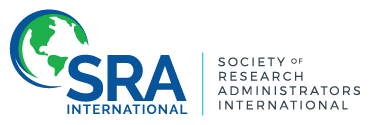 SRA
INTERNATIONAL
SOCIETY OF
RESEARCH
ADMINISTRATORS
INTERNATIONAL